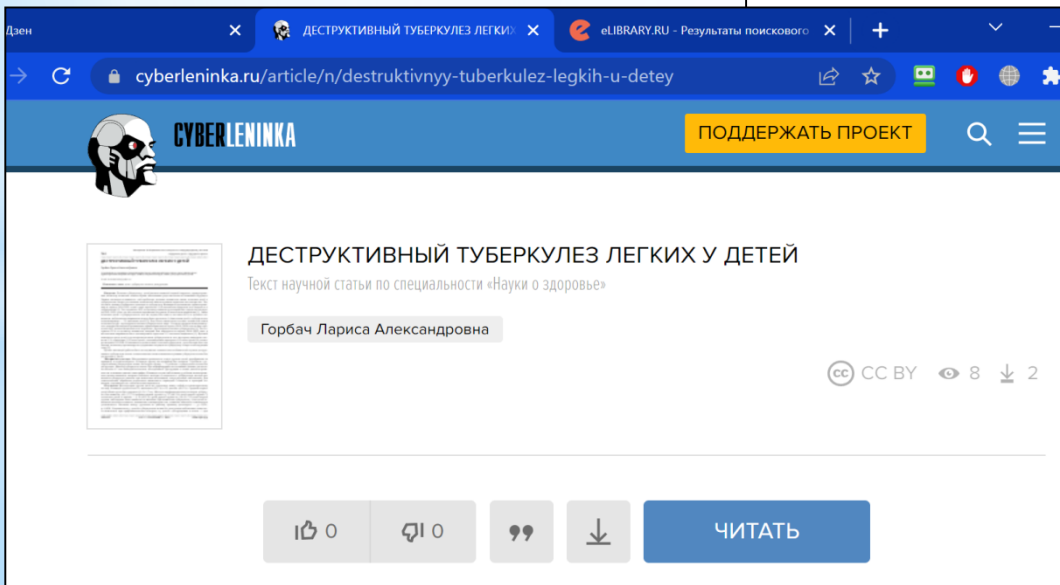 Дзен
ДЕСТРУКТИВНЫЙ ТУБЕРКУЛЕЗ ЛЕГКИХ
eLIBRARY.RU - Результаты поискового
cyberleninka.ru/article/n/destruktivnyy-tuberkulez-legkih-u-detey
CYBERLENINKA
ПОДДЕРЖАТЬ ПРОЕКТ
ДЕСТРУКТИВНЫЙ ТУБЕРКУЛЕЗ ЛЕГКИХ У ДЕТЕЙ
Текст научной статьи по специальности «Науки о здоровье»
Горбач Лариса Александровна
cc CC BY 8 2
0 0 ЧИТАТЬ